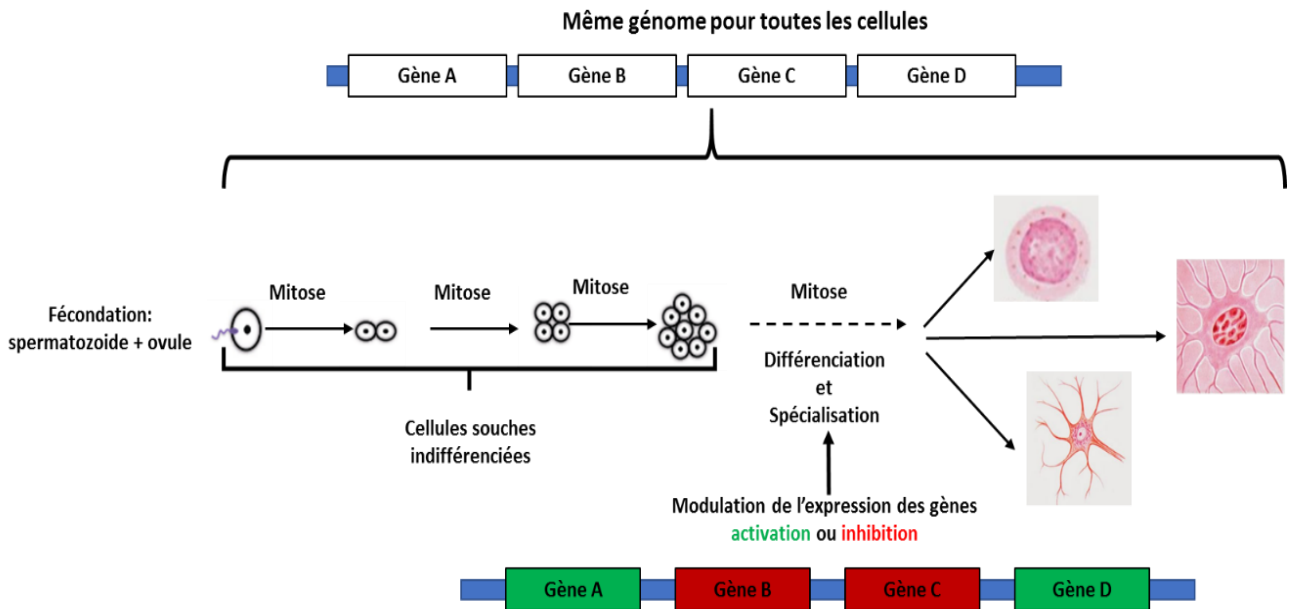 Même génome pour toutes les cellules
Gène A
Gène B
Gène C
Gène D
Fécondation:
spermatozoide + ovule
Mitose
Mitose
Mitose
Mitose
Différenciation
et
Spécialisation
Cellules souches
indifférenciées
Modulation de l'expression des gènes
activation ou inhibition
Gène A
Gène B
Gène C
Gène D